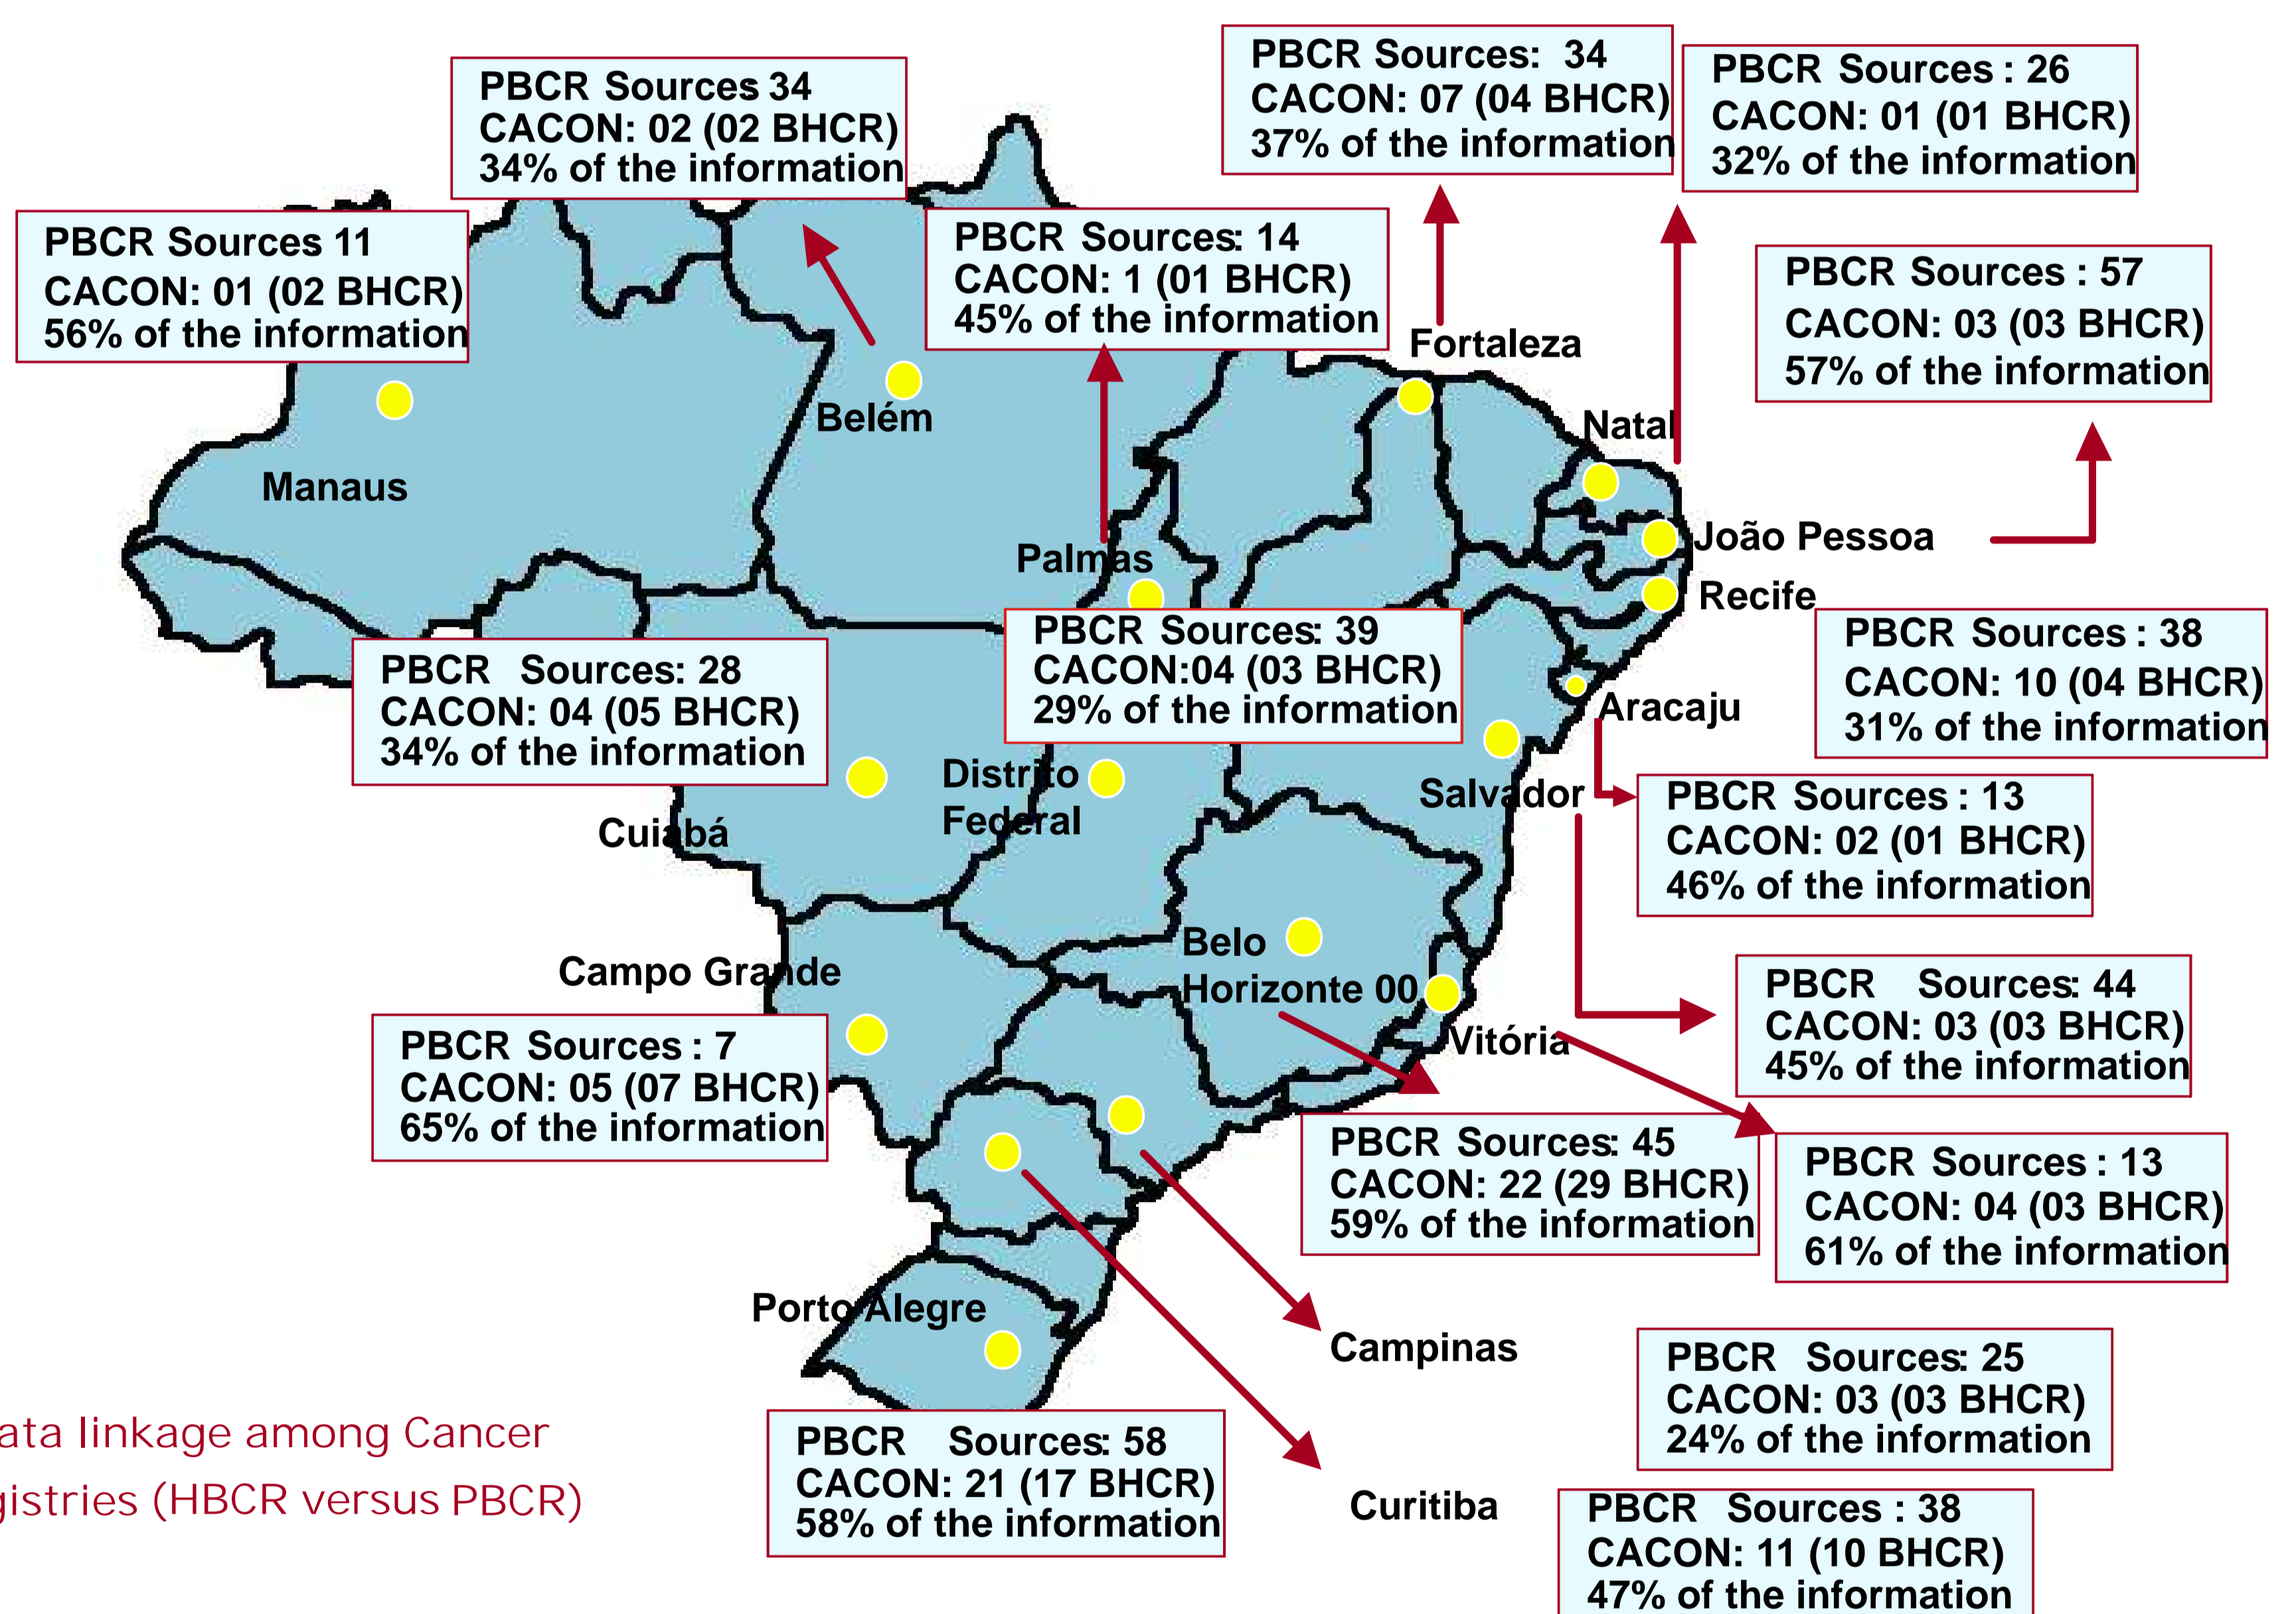 PBCR Sources: 34
CACON: 07 (04 BHCR)
37% of the information
PBCR Sources : 26
CACON: 01 (01 BHCR)
32% of the information
PBCR Sources 34
CACON: 02 (02 BHCR)
34% of the information
PBCR Sources 11
CACON: 01 (02 BHCR)
56% of the information
PBCR Sources: 14
CACON: 1 (01 BHCR)
45% of the information
PBCR Sources : 57
CACON: 03 (03 BHCR)
57% of the information
Fortaleza
Belém
Natal
Manaus
João Pessoa
Palmas
Recife
PBCR Sources: 39
CACON:04 (03 BHCR)
29% of the information
PBCR Sources : 38
CACON: 10 (04 BHCR)
31% of the information
PBCR Sources: 28
CACON: 04 (05 BHCR)
34% of the information
Aracaju
Distrito
Federal
Salvador
PBCR Sources : 13
CACON: 02 (01 BHCR)
46% of the information
Cuiabá
Belo
Horizonte 00
Campo Grande
PBCR Sources: 44
CACON: 03 (03 BHCR)
45% of the information
Vitória
PBCR Sources : 7
CACON: 05 (07 BHCR)
65% of the information
PBCR Sources: 45
CACON: 22 (29 BHCR)
59% of the information
PBCR Sources : 13
CACON: 04 (03 BHCR)
61% of the information
Porto Alegre
Campinas
PBCR Sources: 25
CACON: 03 (03 BHCR)
24% of the information
PBCR Sources: 58
CACON: 21 (17 BHCR)
58% of the information
Curitiba
PBCR Sources : 38
CACON: 11 (10 BHCR)
47% of the information
ata linkage among Cancer
gistries (HBCR versus PBCR)